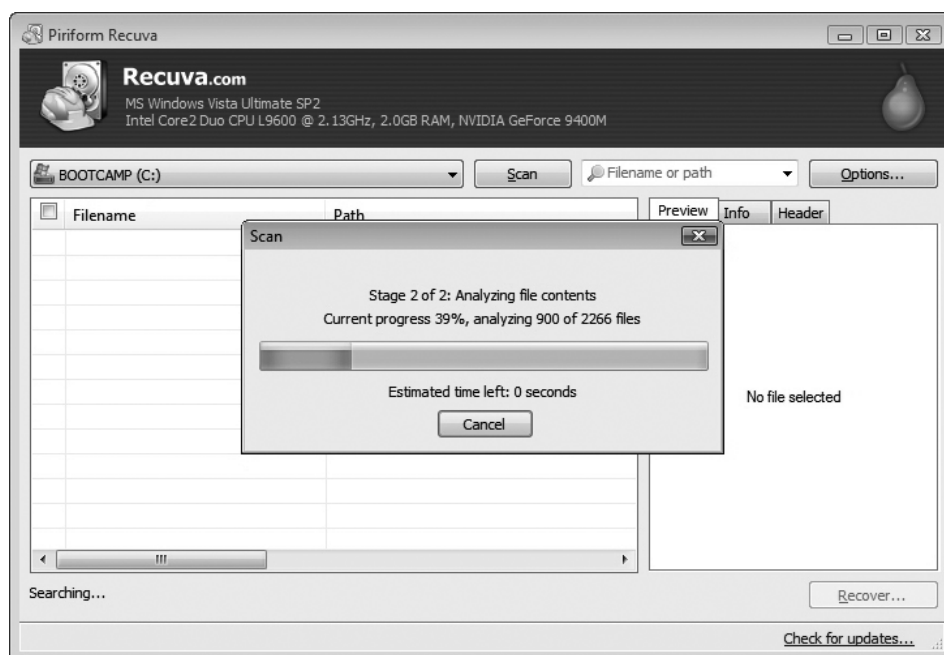 Piriform Recuva
Recuva.com
MS Windows Vista Ultimate SP2
Intel Core2 Duo CPU L9600 @ 2.13GHz, 2.0GB RAM, NVIDIA GeForce 9400M
BOOTCAMP (C:) Scan Filename or path Options...
Filename Path Preview Info Header
Scan
Stage 2 of 2: Analyzing file contents
Current progress 39%, analyzing 900 of 2266 files
Estimated time left: 0 seconds
No file selected
Cancel
Searching...
Recover...
Check for updates...